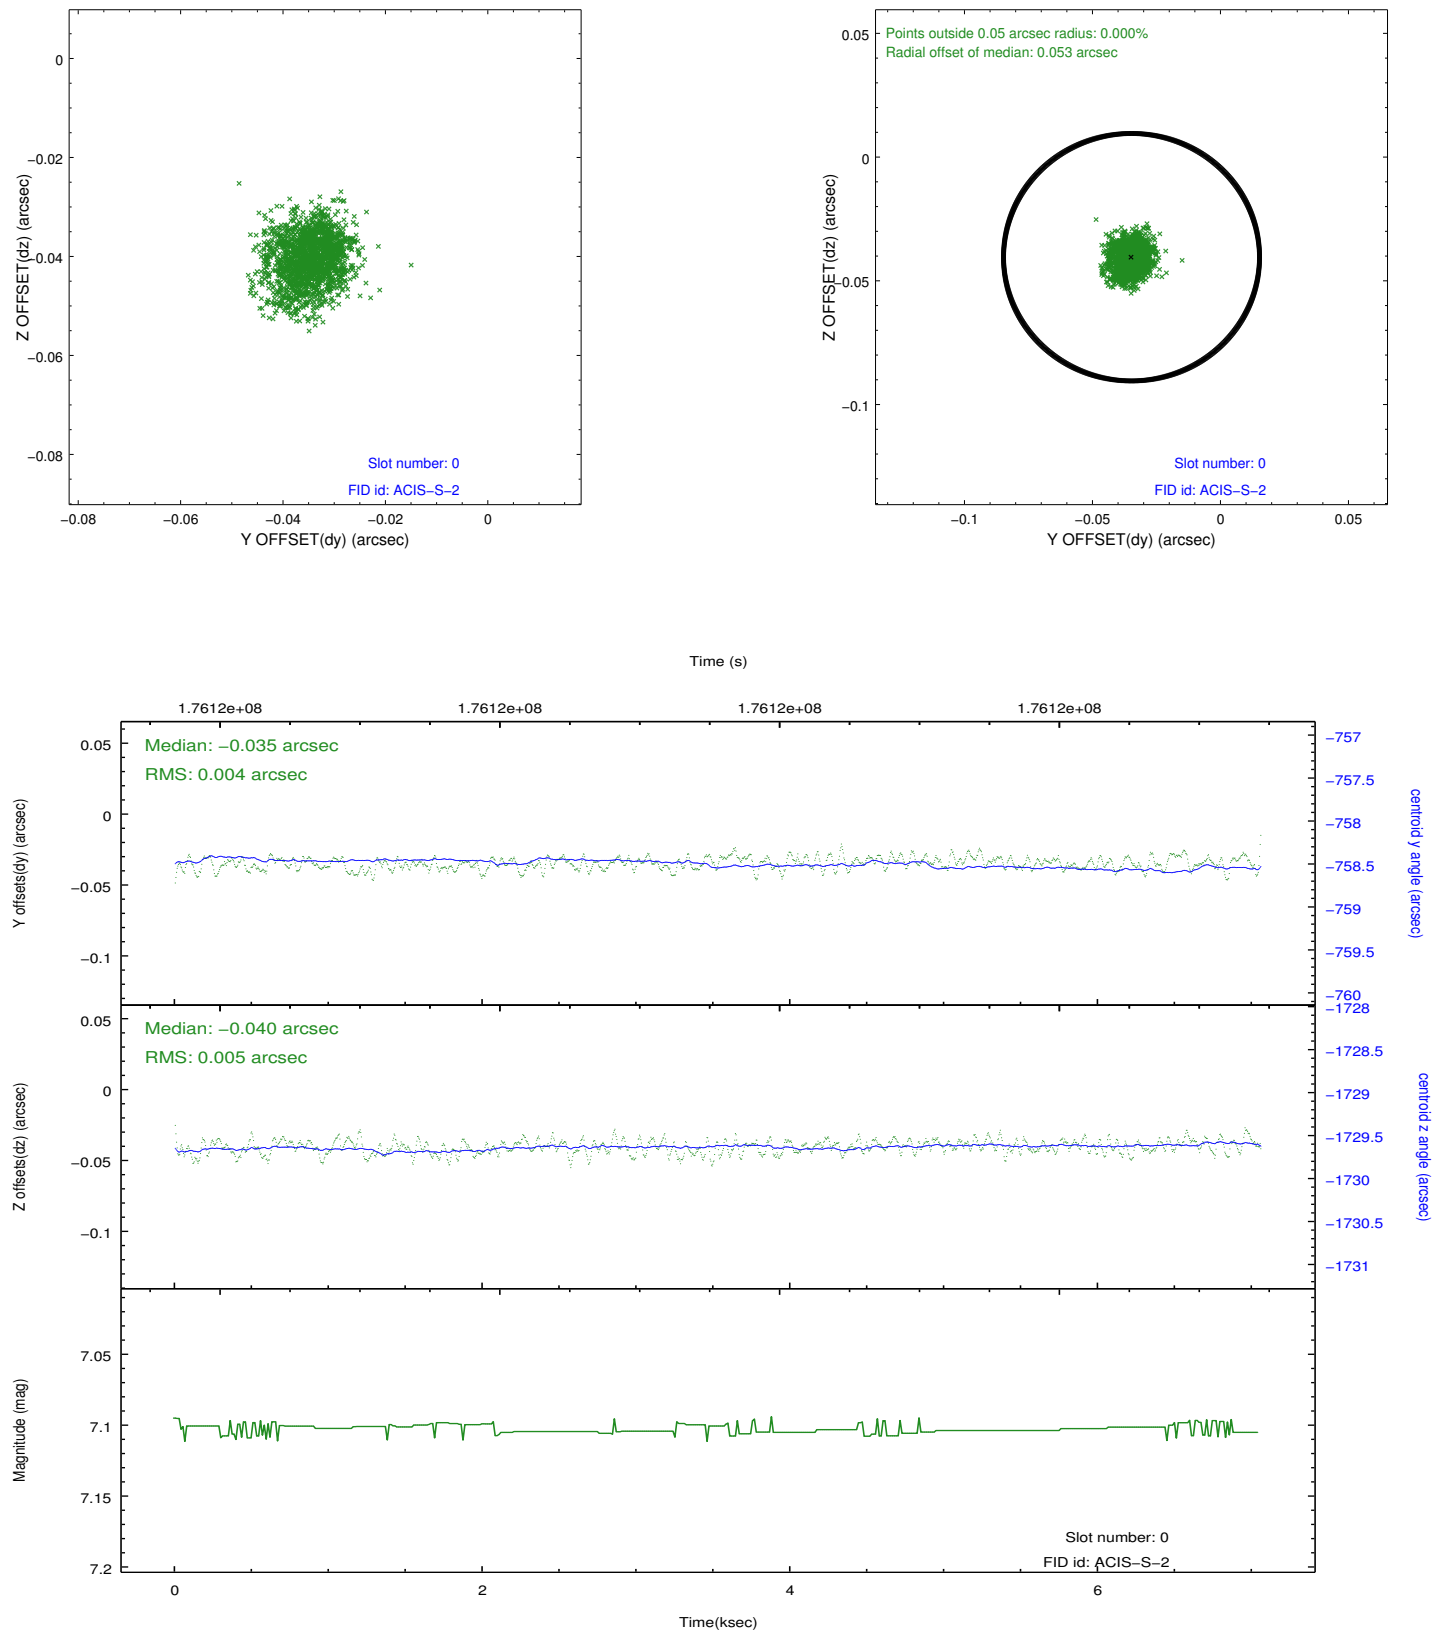 0
−0.02
−0.04
−0.06
−0.08
Z OFFSET(dz) (arcsec)
Slot number: 0
FID id: ACIS−S−2
−0.08
−0.06
−0.04
−0.02
0
Y OFFSET(dy) (arcsec)
Points outside 0.05 arcsec radius: 0.000%
Radial offset of median: 0.053 arcsec
0.05
0
−0.05
−0.1
Z OFFSET(dz) (arcsec)
Slot number: 0
FID id: ACIS−S−2
−0.1
−0.05
0
0.05
Y OFFSET(dy) (arcsec)
Time (s)
1.7612e+08
1.7612e+08
1.7612e+08
1.7612e+08
Median: −0.035 arcsec
RMS: 0.004 arcsec
0.05
0
−0.05
−0.1
Y offsets(dy) (arcsec)
−757
−757.5
−758
−758.5
−759
−759.5
−760
centroid y angle (arcsec)
Median: −0.040 arcsec
RMS: 0.005 arcsec
0.05
0
−0.05
−0.1
Z offsets(dz) (arcsec)
−1728
−1728.5
−1729
−1729.5
−1730
−1730.5
−1731
centroid z angle (arcsec)
7.05
7.1
7.15
7.2
Magnitude (mag)
Slot number: 0
FID id: ACIS−S−2
0
2
4
6
Time(ksec)